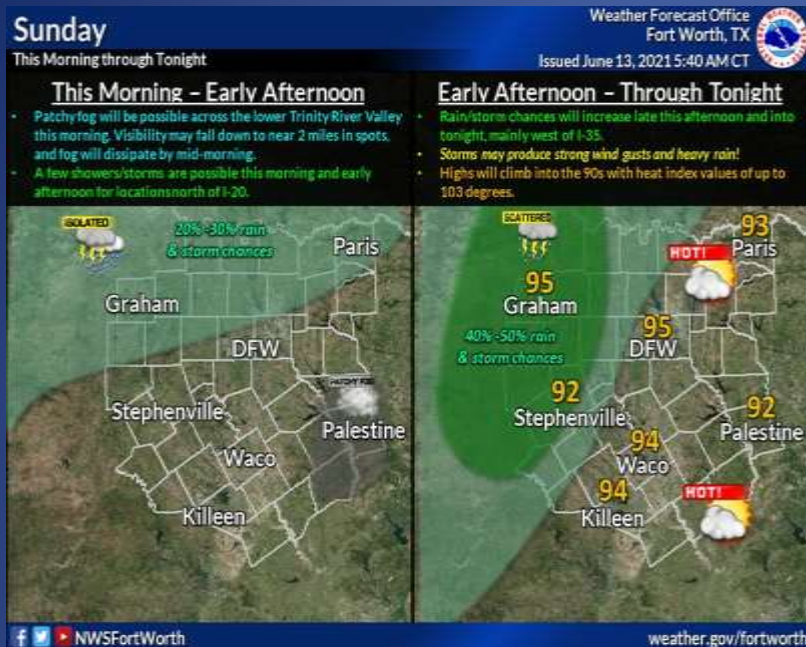 Sunday
Weather Forecast Office
Fort Worth, TX
This Morning through Tonight
Issued June 13, 2021 5:40 AM CT
This Morning – Early Afternoon
• Patchy fog will be possible across the lower Trinity River Valley
this morning. Visibility may fall down to near 2 miles in spots,
and fog will dissipate by mid-morning.
• A few showers/storms are possible this morning and early
afternoon for locations north of I-20.
Early Afternoon – Through Tonight
• Rain/storm chances will increase late this afternoon and into
tonight, mainly west of I-35.
• Storms may produce strong wind gusts and heavy rain!
• Highs will climb into the 90s with heat index values of up to
103 degrees.
ISOLATED
20% -30% rain
& storm chances
Paris
Graham
DFW
PATCHY FOG
Stephenville
Palestine
Waco
Killeen
SCATTERED
93
Paris
HOT!
95
Graham
95
DFW
40% -50% rain
& storm chances
92
Stephenville
92
Palestine
94
Waco
94
Killeen
HOT!
NWSFortWorth
weather.gov/fortworth